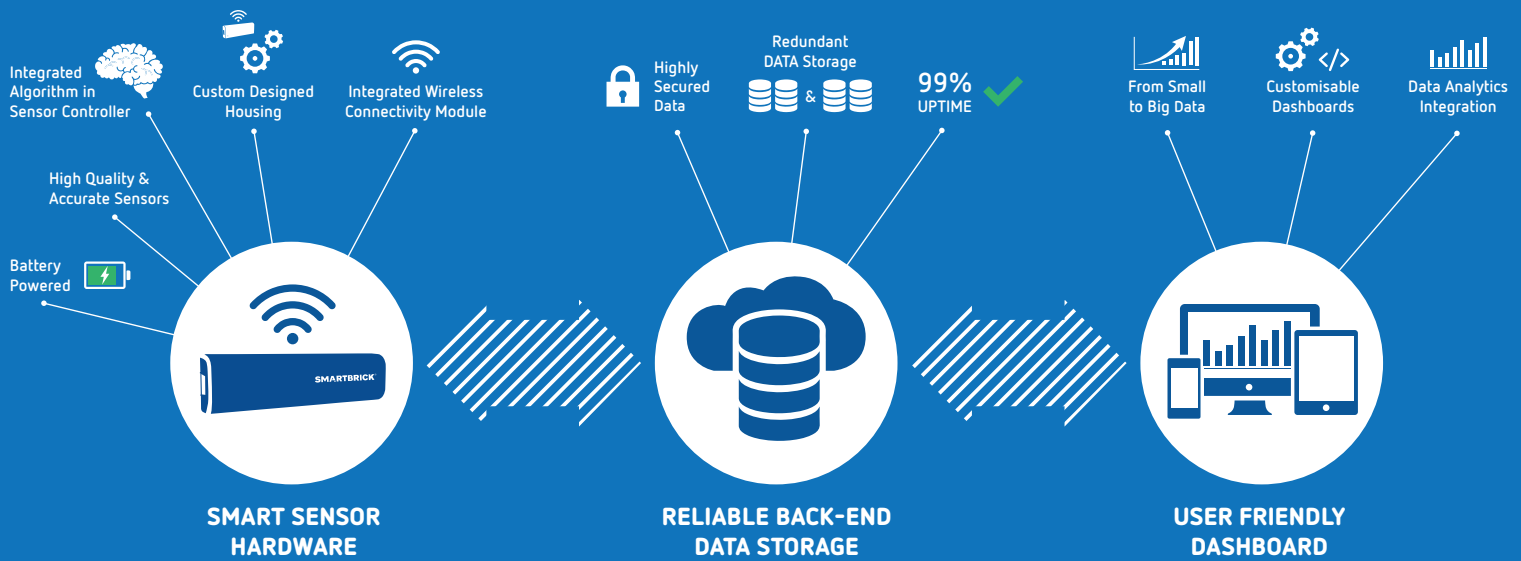 Integrated
Algorithm in
Sensor Controller
Custom Designed
Housing
Integrated Wireless
Connectivity Module
High Quality &
Accurate Sensors
Battery
Powered
SMARTBRICK
SMART SENSOR
HARDWARE
Highly
Secured
Data
Redundant
DATA Storage
&
99%
UPTIME
RELIABLE BACK-END
DATA STORAGE
From Small
to Big Data
</>
Customisable
Dashboards
Data Analytics
Integration
USER FRIENDLY
DASHBOARD